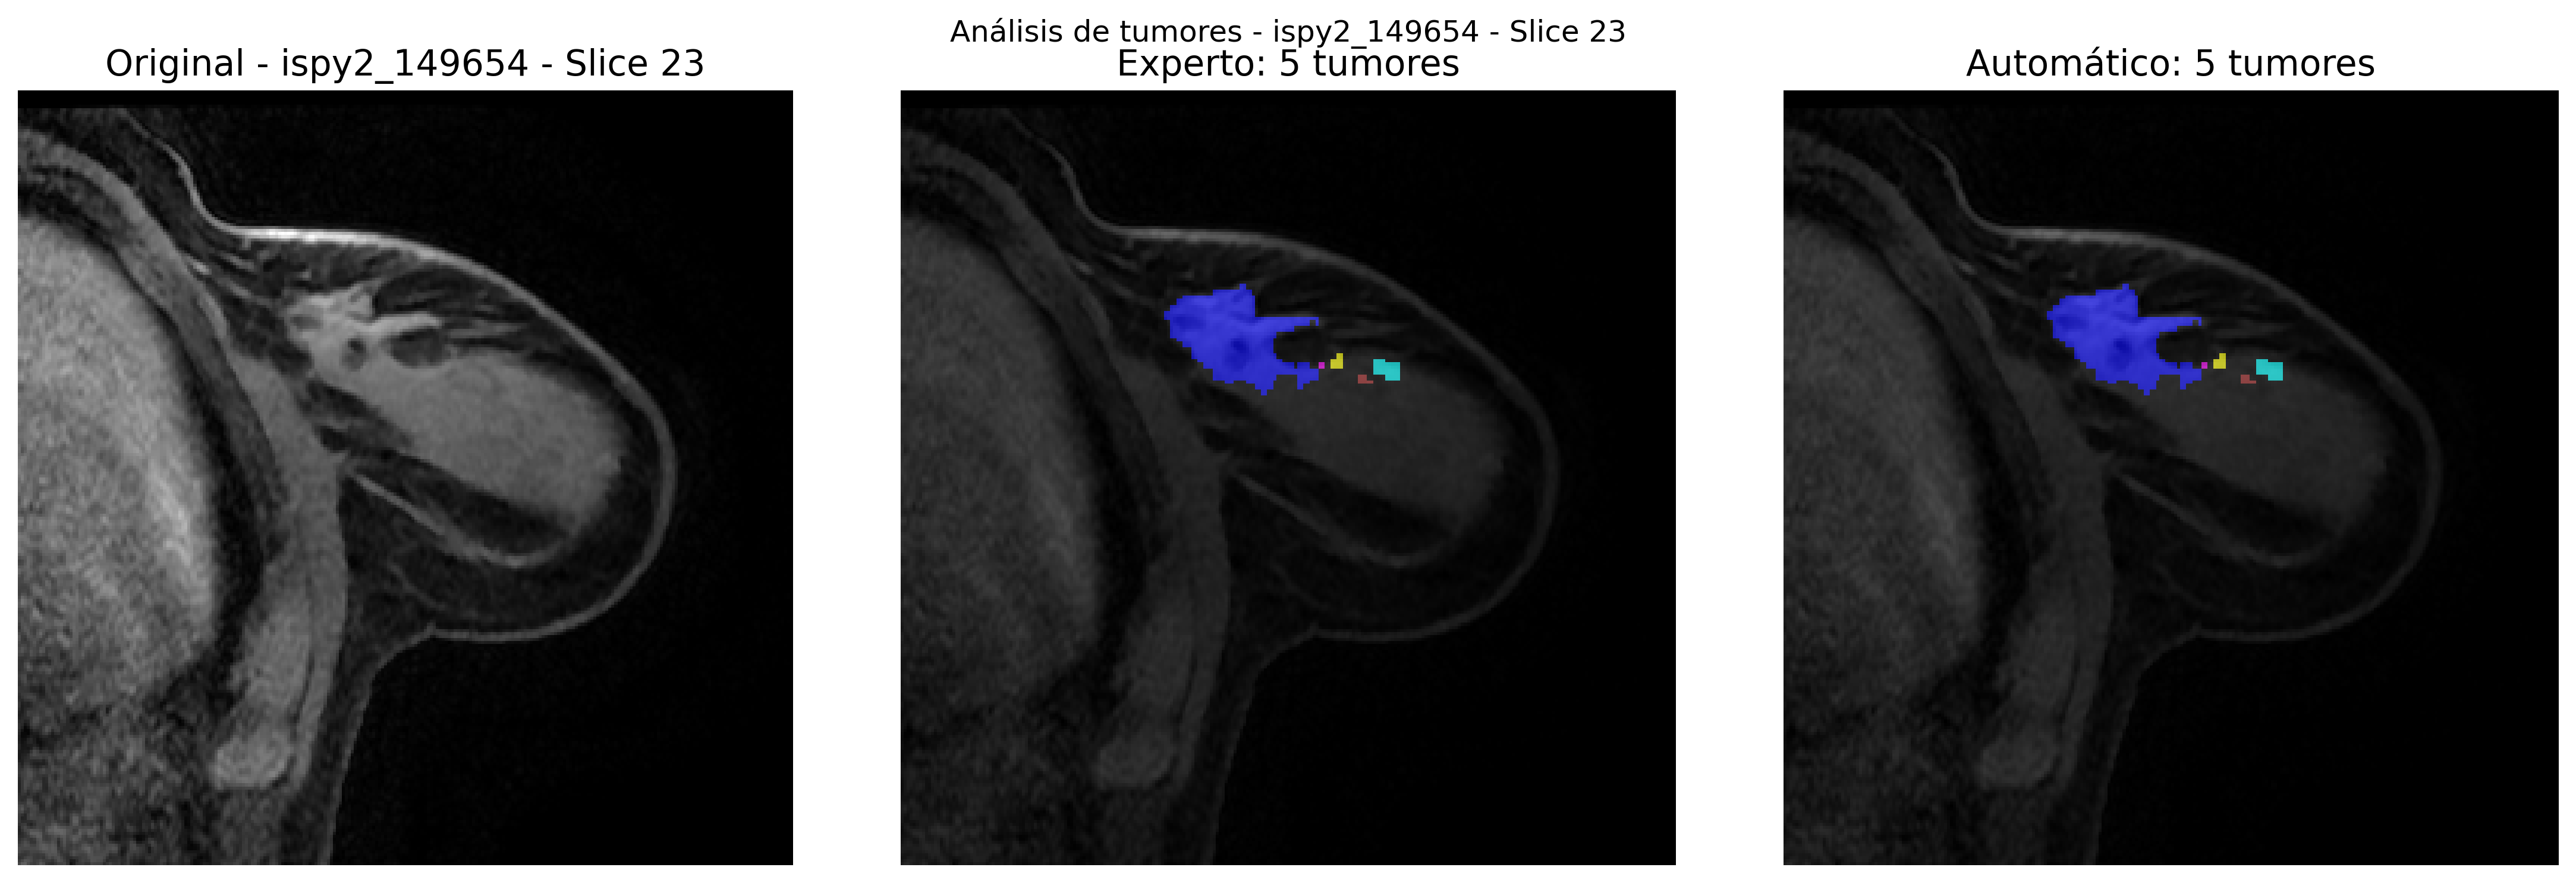 Análisis de tumores - ispy2_149654 - Slice 23
Original - ispy2_149654 - Slice 23
Experto: 5 tumores
Automático: 5 tumores